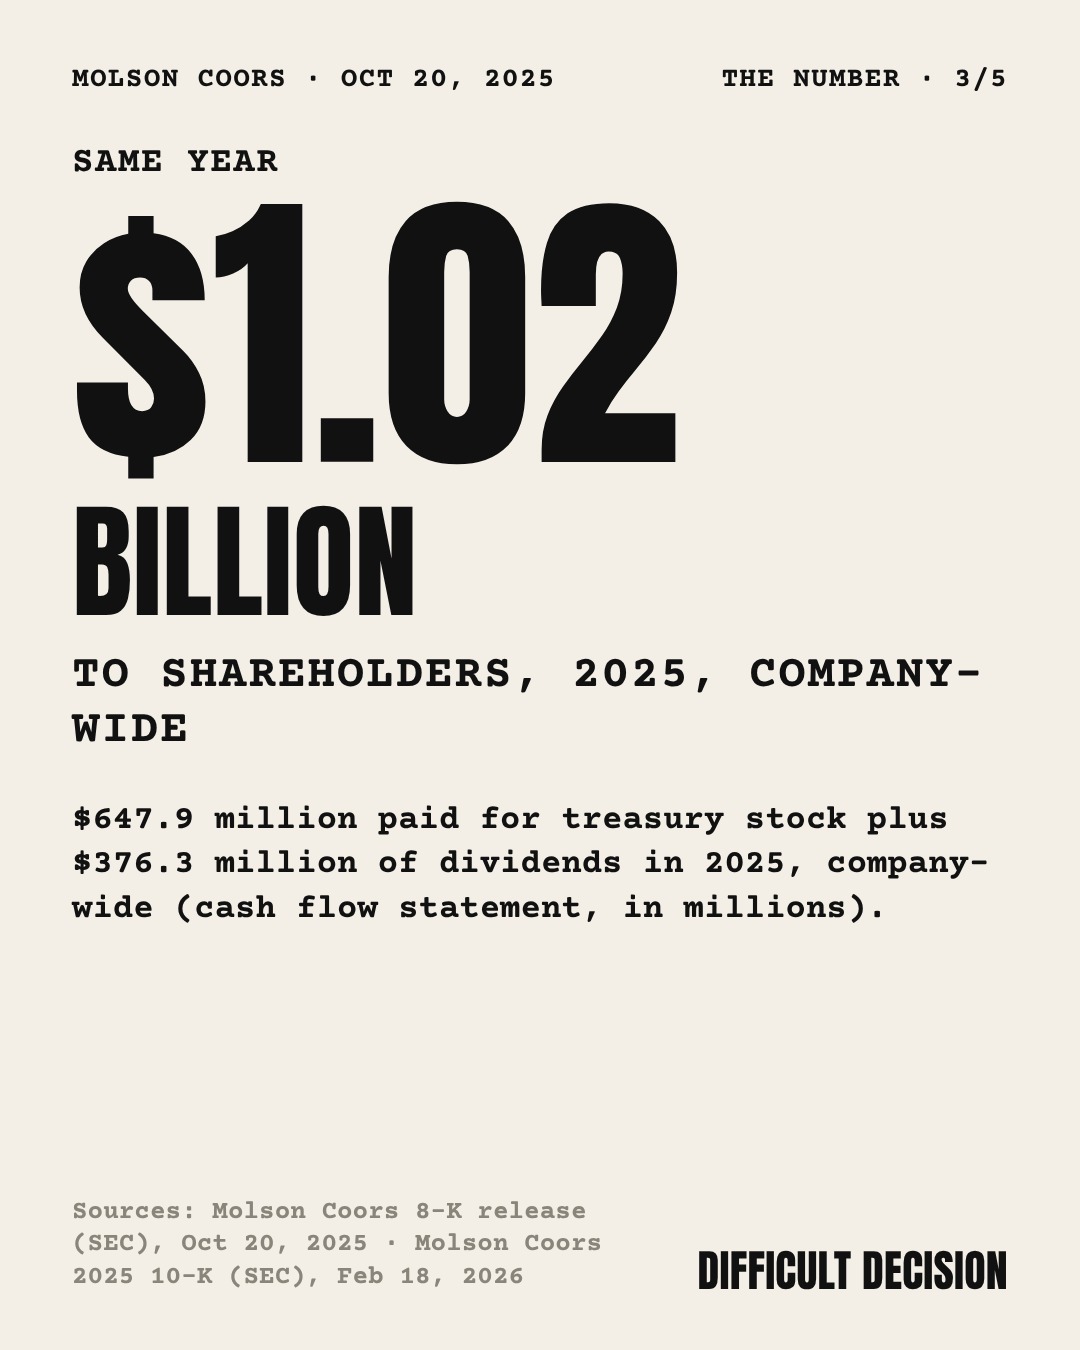 MOLSON COORS · OCT 20, 2025
THE NUMBER · 3/5
SAME YEAR
$1.02
BILLION
TO SHAREHOLDERS, 2025, COMPANY-
WIDE
$647.9 million paid for treasury stock plus
$376.3 million of dividends in 2025, company-
wide (cash flow statement, in millions).
Sources: Molson Coors 8-K release
(SEC), Oct 20, 2025 · Molson Coors
2025 10-K (SEC), Feb 18, 2026
DIFFICULT DECISION